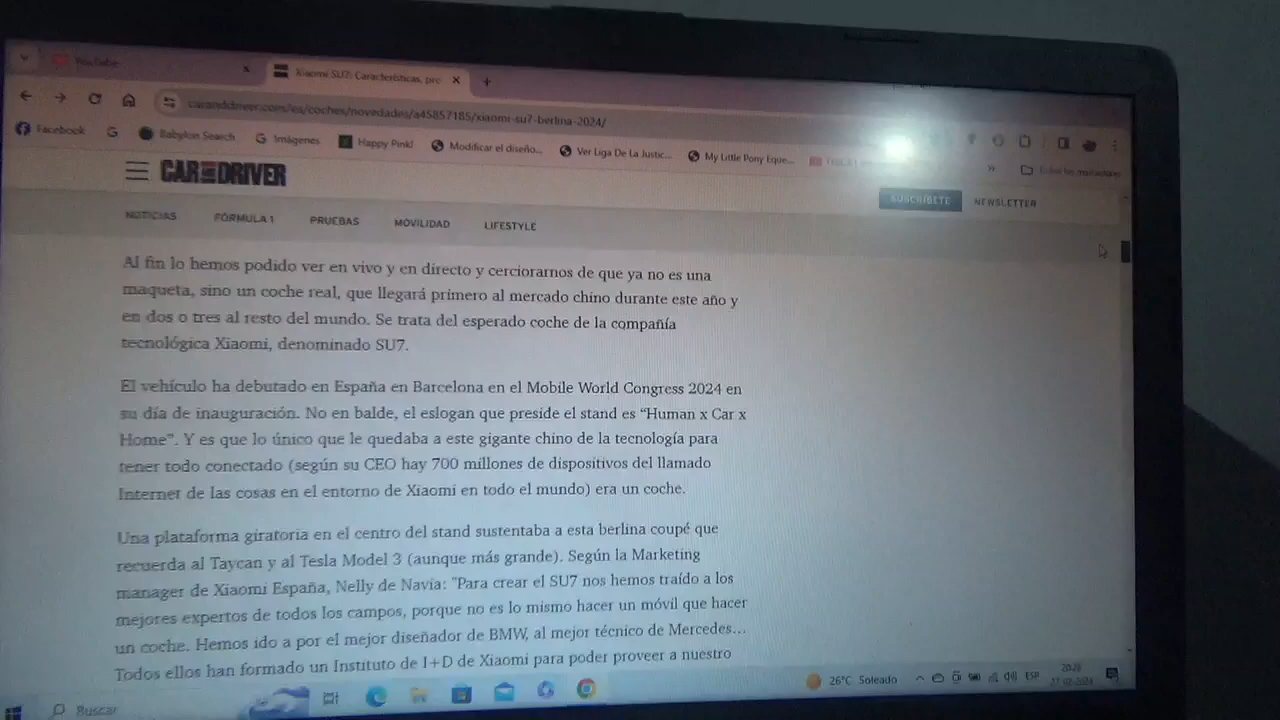 YouTube
Xiaomi SU7: Características, pro
caranddriver.com/es/coches/novedades/a45857185/xiaomi-su7-berlina-2024/
Facebook
Babylon Search
Imágenes
Happy Pink!
Modificar el diseño...
Ver Liga De La Justic...
My Little Pony Eque...
CAR AND DRIVER
SUSCRÍBETE
NEWSLETTER
NOTICIAS
FÓRMULA 1
PRUEBAS
MOVILIDAD
LIFESTYLE
Al fin lo hemos podido ver en vivo y en directo y cerciorarnos de que ya no es una
maqueta, sino un coche real, que llegará primero al mercado chino durante este año y
en dos o tres al resto del mundo. Se trata del esperado coche de la compañía
tecnológica Xiaomi, denominado SU7.
El vehículo ha debutado en España en Barcelona en el Mobile World Congress 2024 en
su día de inauguración. No en balde, el eslogan que preside el stand es “Human x Car x
Home”. Y es que lo único que le quedaba a este gigante chino de la tecnología para
tener todo conectado (según su CEO hay 700 millones de dispositivos del llamado
Internet de las cosas en el entorno de Xiaomi en todo el mundo) era un coche.
Una plataforma giratoria en el centro del stand sustentaba a esta berlina coupé que
recuerda al Taycan y al Tesla Model 3 (aunque más grande). Según la Marketing
manager de Xiaomi España, Nelly de Navia: "Para crear el SU7 nos hemos traído a los
mejores expertos de todos los campos, porque no es lo mismo hacer un móvil que hacer
un coche. Hemos ido a por el mejor diseñador de BMW, al mejor técnico de Mercedes...
Todos ellos han formado un Instituto de I+D de Xiaomi para poder proveer a nuestro
Buscar
26°C Soleado
ESP